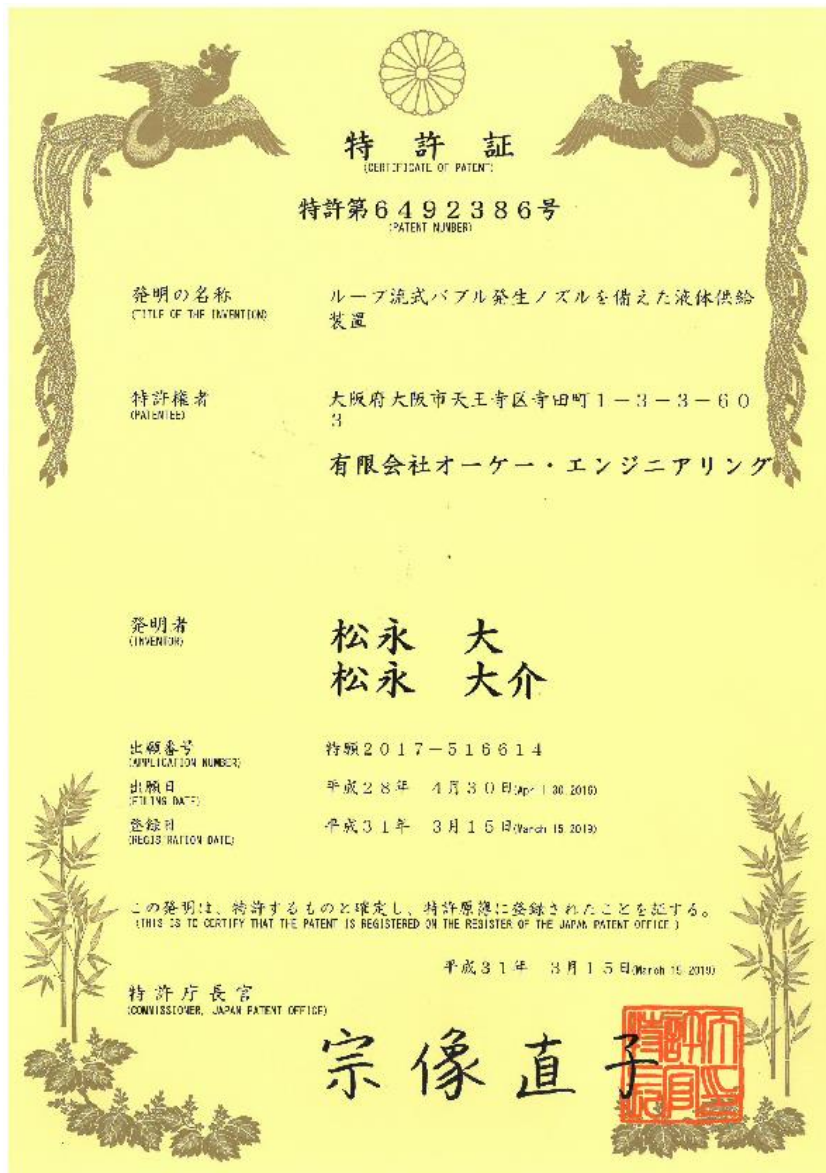 特許証
(CERTIFICATE OF PATENT)
特許第6492386号
(PATENT NUMBER)
発明の名称
(TITLE OF THE INVENTION)
ループ流式バブル発生ノズルを備えた液体供給
装置
特許権者
(PATENTEE)
大阪府大阪市天王寺区寺田町1-3-3-60
3
有限会社オーケー・エンジニアリング
発明者
(INVENTOR)
松永 大
松永 大介
出願番号
(APPLICATION NUMBER)
特願2017-516614
出願日
(FILING DATE)
平成28年 4月30日(April 30 2016)
登録日
(REGISTRATION DATE)
平成31年 3月15日(March 15 2019)
この発明は、特許するものと確定し、特許原簿に登録されたことを証する。
(THIS IS TO CERTIFY THAT THE PATENT IS REGISTERED ON THE REGISTER OF THE JAPAN PATENT OFFICE.)
平成31年 3月15日(March 15 2019)
特許庁長官
(COMMISSIONER, JAPAN PATENT OFFICE)
宗像直子